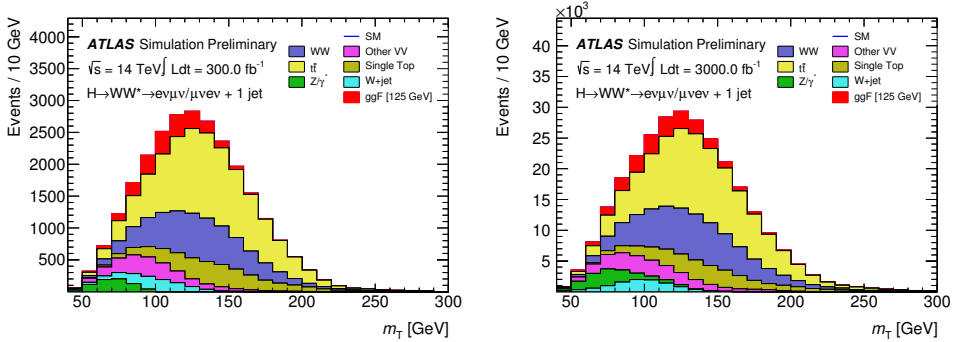 Events / 10 GeV
4000
3500
3000
2500
2000
1500
1000
500
ATLAS Simulation Preliminary
√s = 14 TeV∫ Ldt = 300.0 fb⁻¹
H→WW*→eνμν/μνeν + 1 jet
SM
WW
Other VV
tt̄
Single Top
Z/γ*
W+jet
ggF [125 GeV]
50 100 150 200 250 300
m_T [GeV]
Events / 10 GeV
×10³
40
35
30
25
20
15
10
5
0
ATLAS Simulation Preliminary
√s = 14 TeV∫ Ldt = 3000.0 fb⁻¹
H→WW*→eνμν/μνeν + 1 jet
SM
WW
Other VV
tt̄
Single Top
Z/γ*
W+jet
ggF [125 GeV]
50 100 150 200 250 300
m_T [GeV]